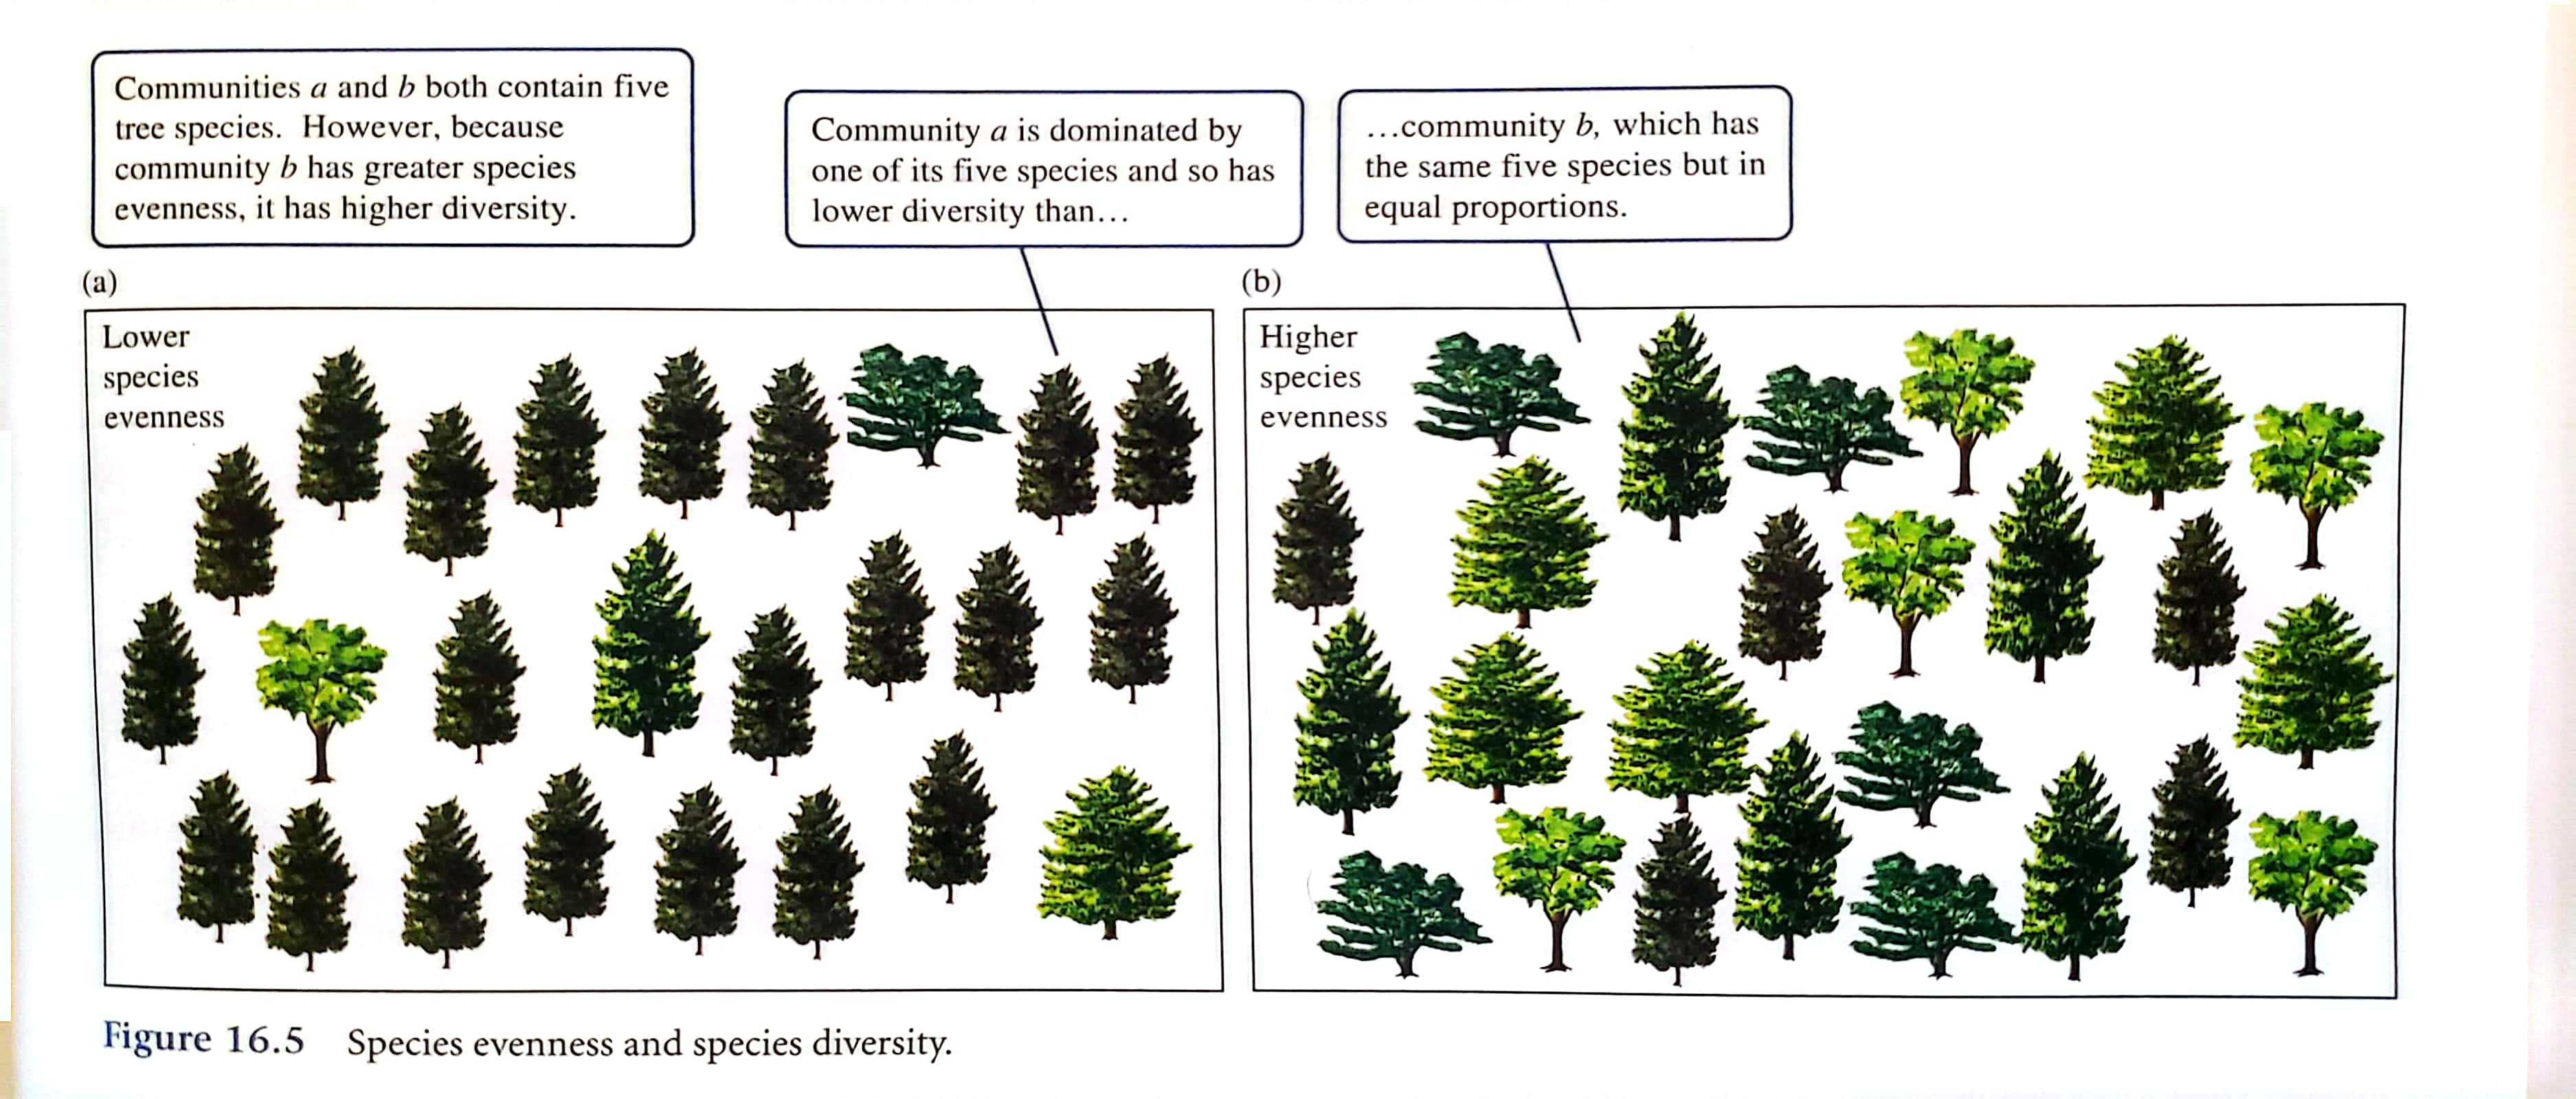 Communities a and b both contain five
tree species. However, because
community b has greater species
evenness, it has higher diversity.
Community a is dominated by
one of its five species and so has
lower diversity than...
...community b, which has
the same five species but in
equal proportions.
(a)
(b)
Lower
species
evenness
Higher
species
evenness
Figure 16.5 Species evenness and species diversity.